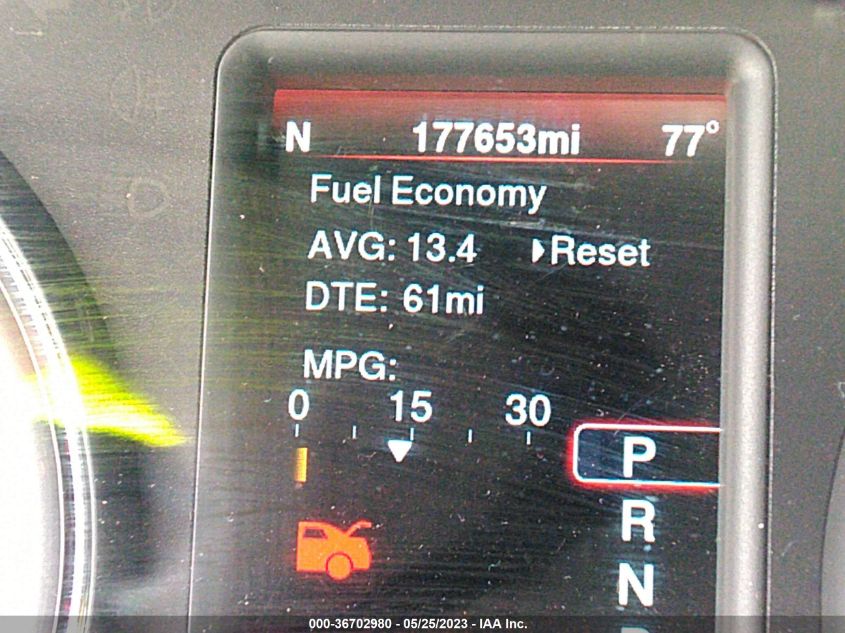 N 177653mi 77°
Fuel Economy
AVG: 13.4 Reset
DTE: 61mi
MPG:
0 15 30
P
R
N
000-36702980 - 05/25/2023 - IAA Inc.